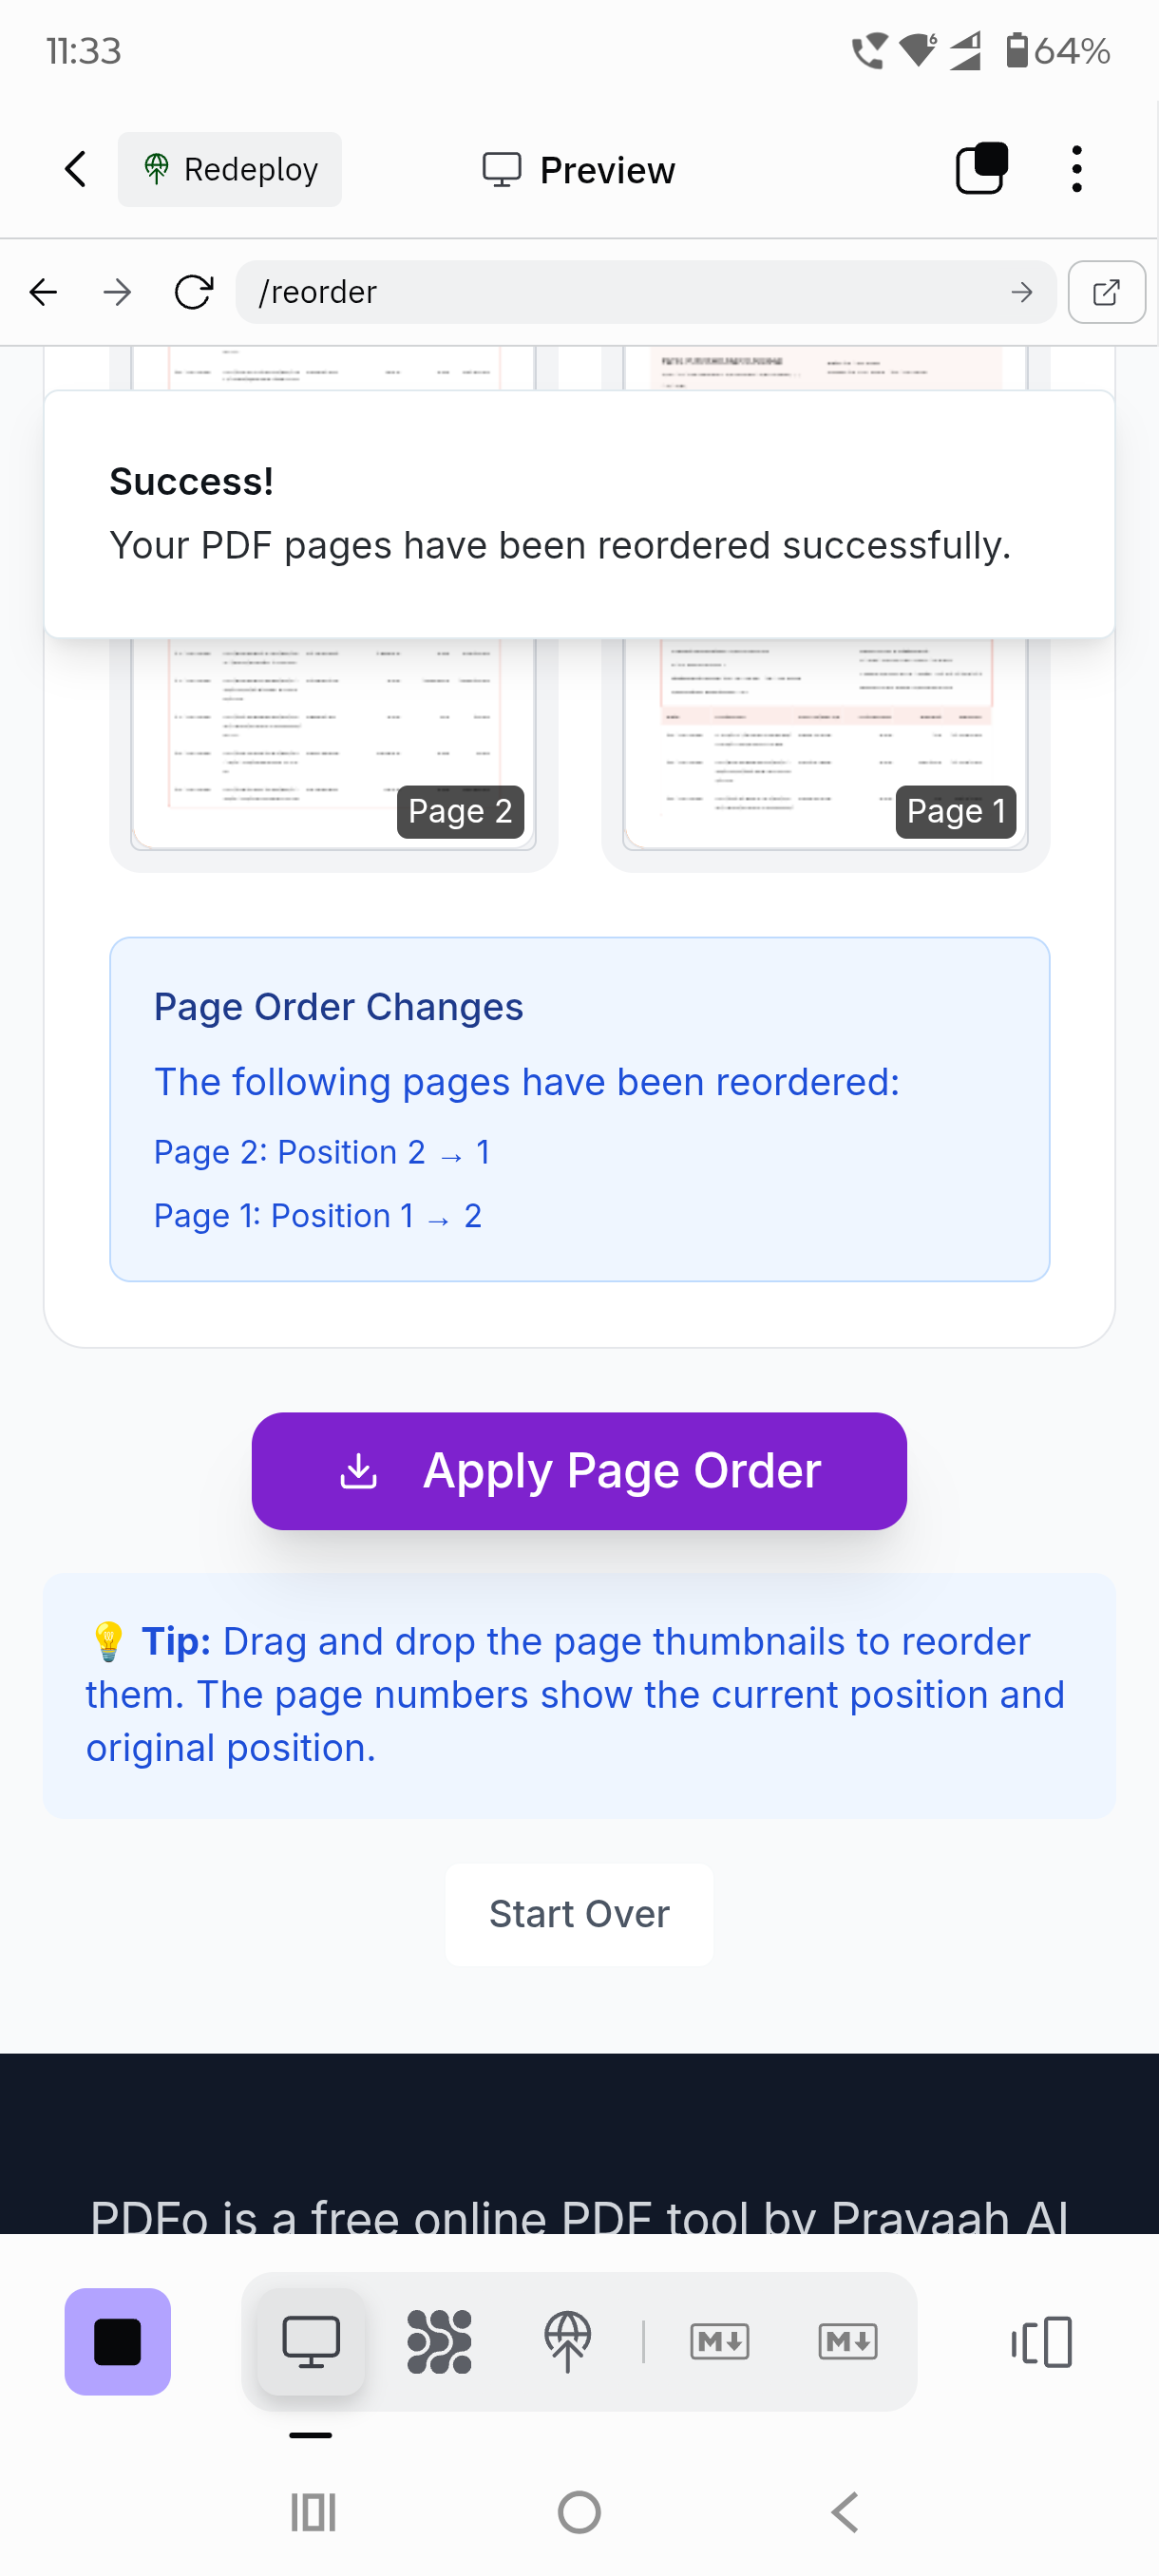 11:33
6
64%
Redeploy
Preview
/reorder
Success!
Your PDF pages have been reordered successfully.
Page 2
Page 1
Page Order Changes
The following pages have been reordered:
Page 2: Position 2 → 1
Page 1: Position 1 → 2
Apply Page Order
💡 Tip: Drag and drop the page thumbnails to reorder
them. The page numbers show the current position and
original position.
Start Over
PDFo is a free online PDF tool by Pravaah AI
M
M